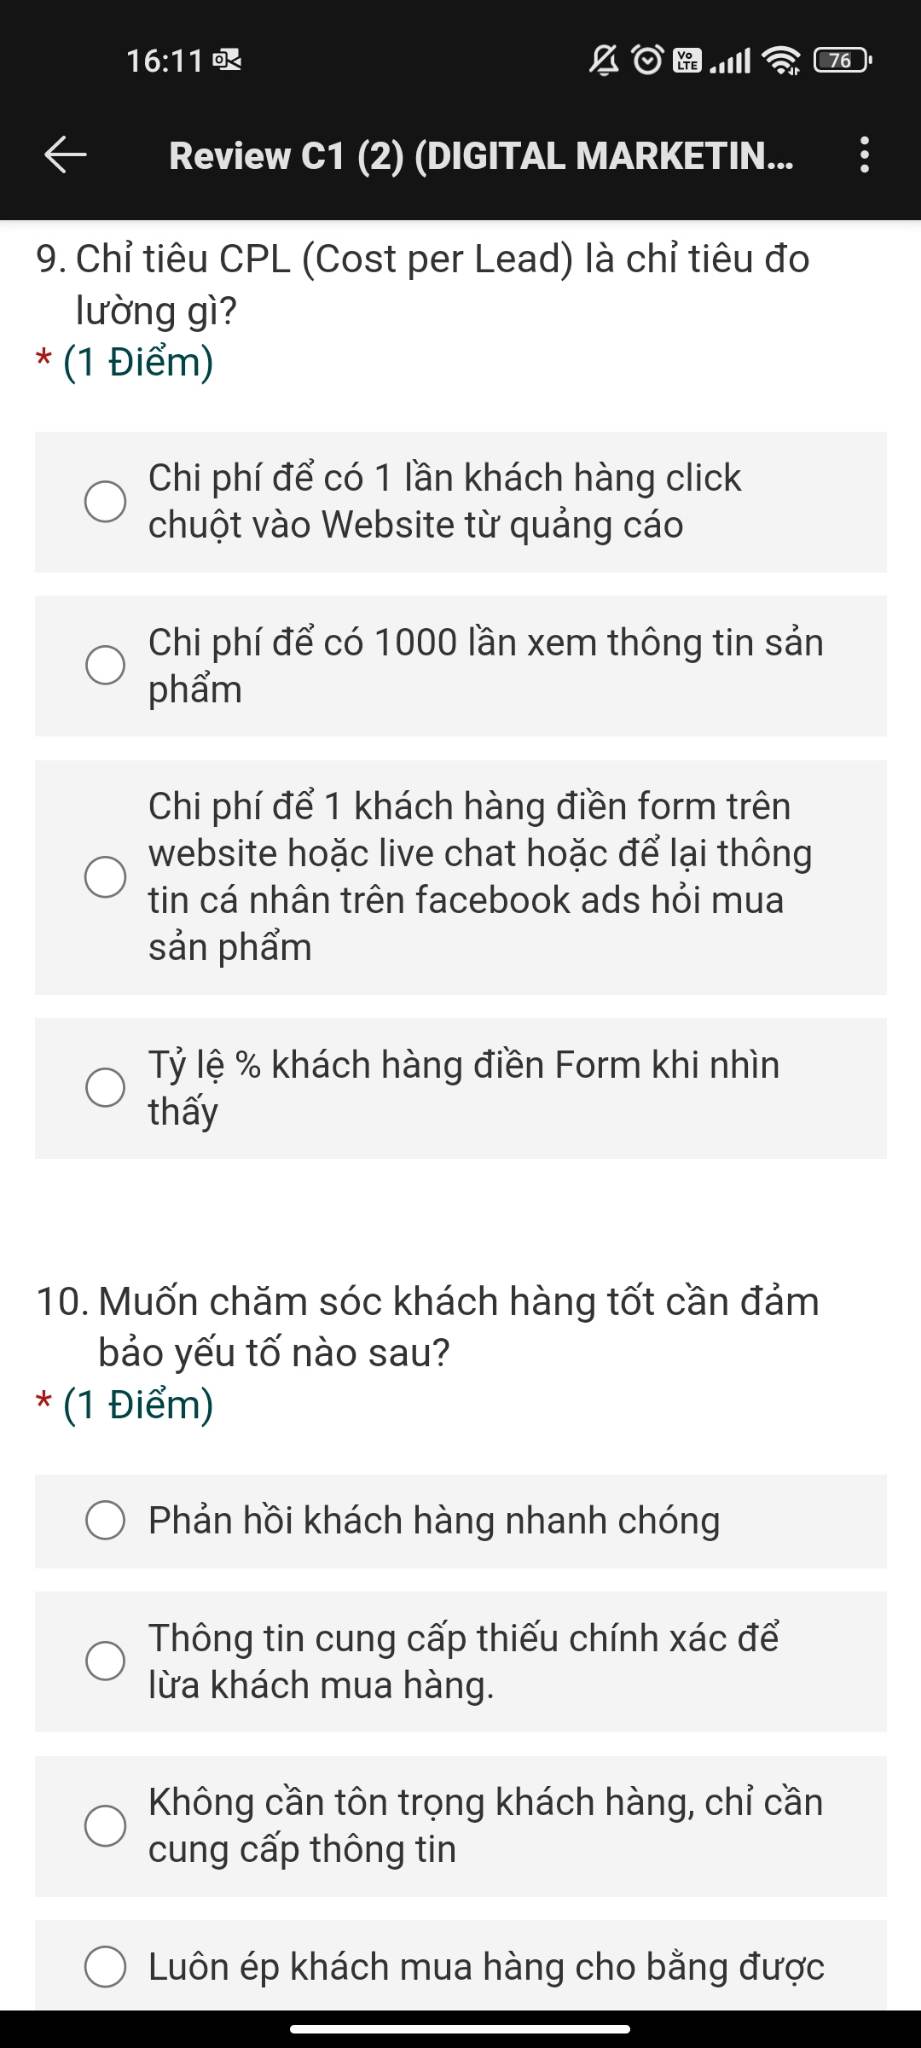 16:11
Vo
LTE
76
Review C1 (2) (DIGITAL MARKETIN...
9. Chỉ tiêu CPL (Cost per Lead) là chỉ tiêu đo
lường gì?
* (1 Điểm)
Chi phí để có 1 lần khách hàng click
chuột vào Website từ quảng cáo
Chi phí để có 1000 lần xem thông tin sản
phẩm
Chi phí để 1 khách hàng điền form trên
website hoặc live chat hoặc để lại thông
tin cá nhân trên facebook ads hỏi mua
sản phẩm
Tỷ lệ % khách hàng điền Form khi nhìn
thấy
10. Muốn chăm sóc khách hàng tốt cần đảm
bảo yếu tố nào sau?
* (1 Điểm)
Phản hồi khách hàng nhanh chóng
Thông tin cung cấp thiếu chính xác để
lừa khách mua hàng.
Không cần tôn trọng khách hàng, chỉ cần
cung cấp thông tin
Luôn ép khách mua hàng cho bằng được